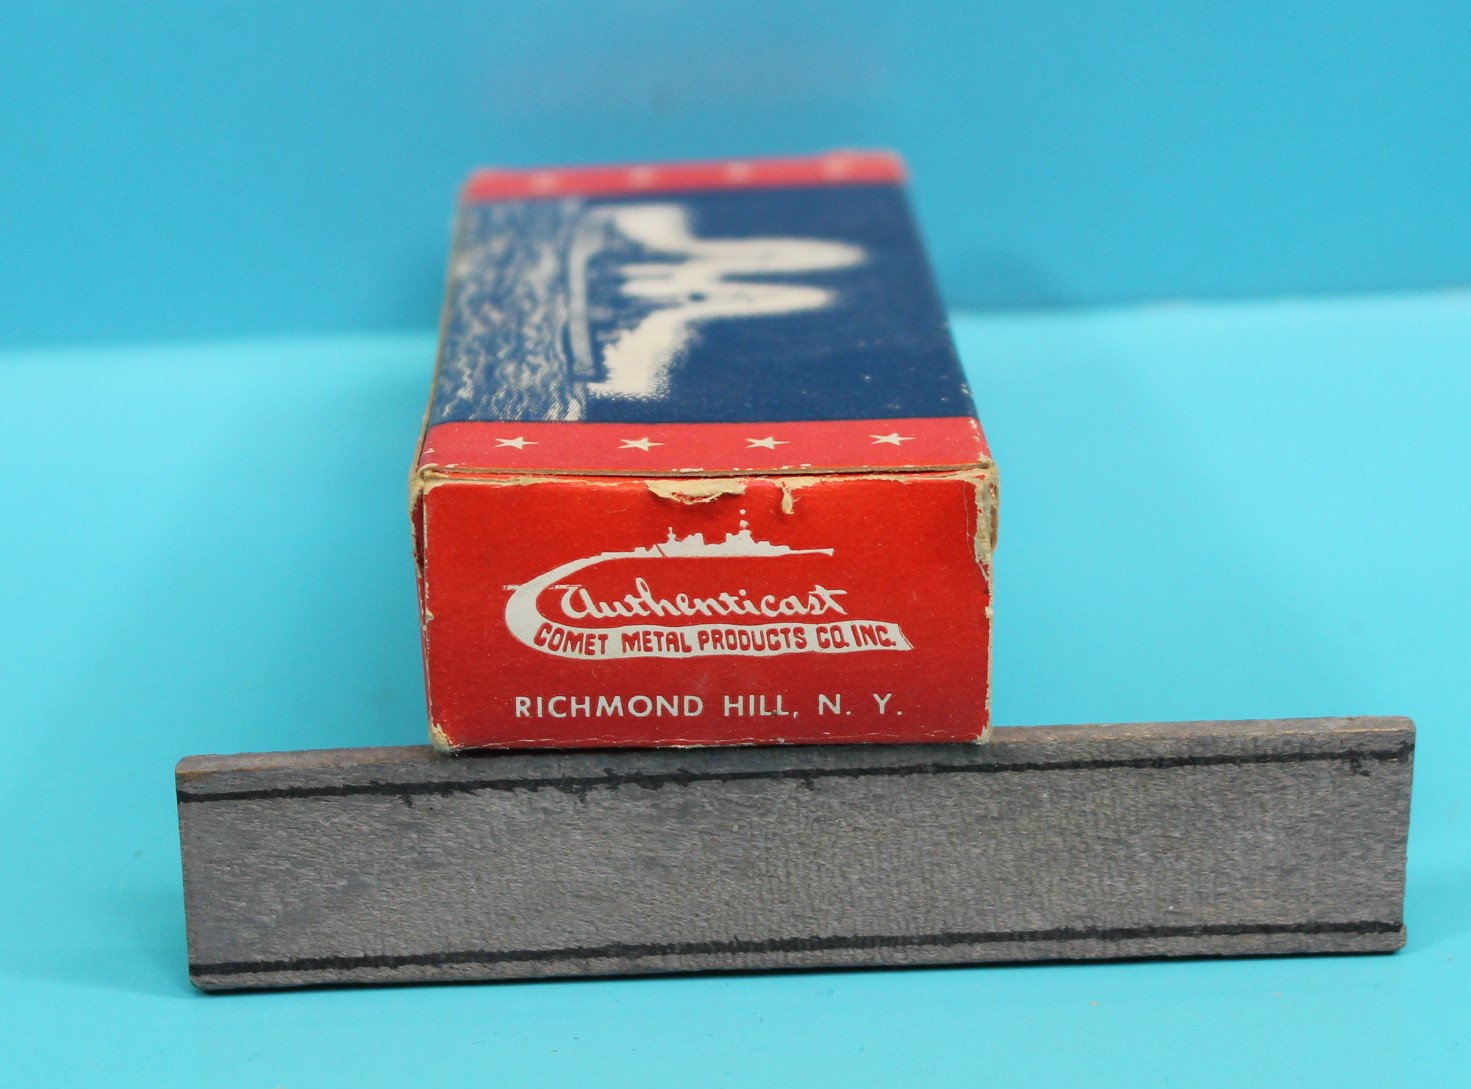 Authenticast
COMET METAL PRODUCTS CO. INC.
RICHMOND HILL, N. Y.